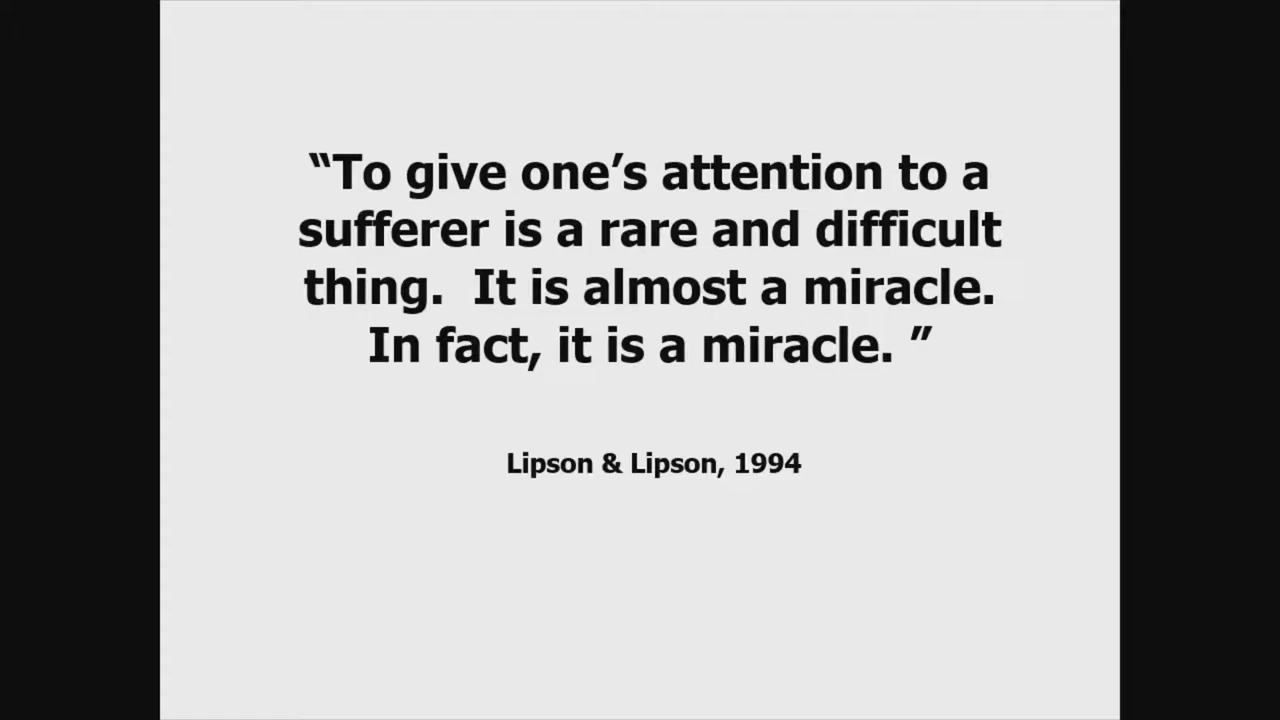 “To give one’s attention to a
sufferer is a rare and difficult
thing.  It is almost a miracle.
In fact, it is a miracle. ”
Lipson & Lipson, 1994